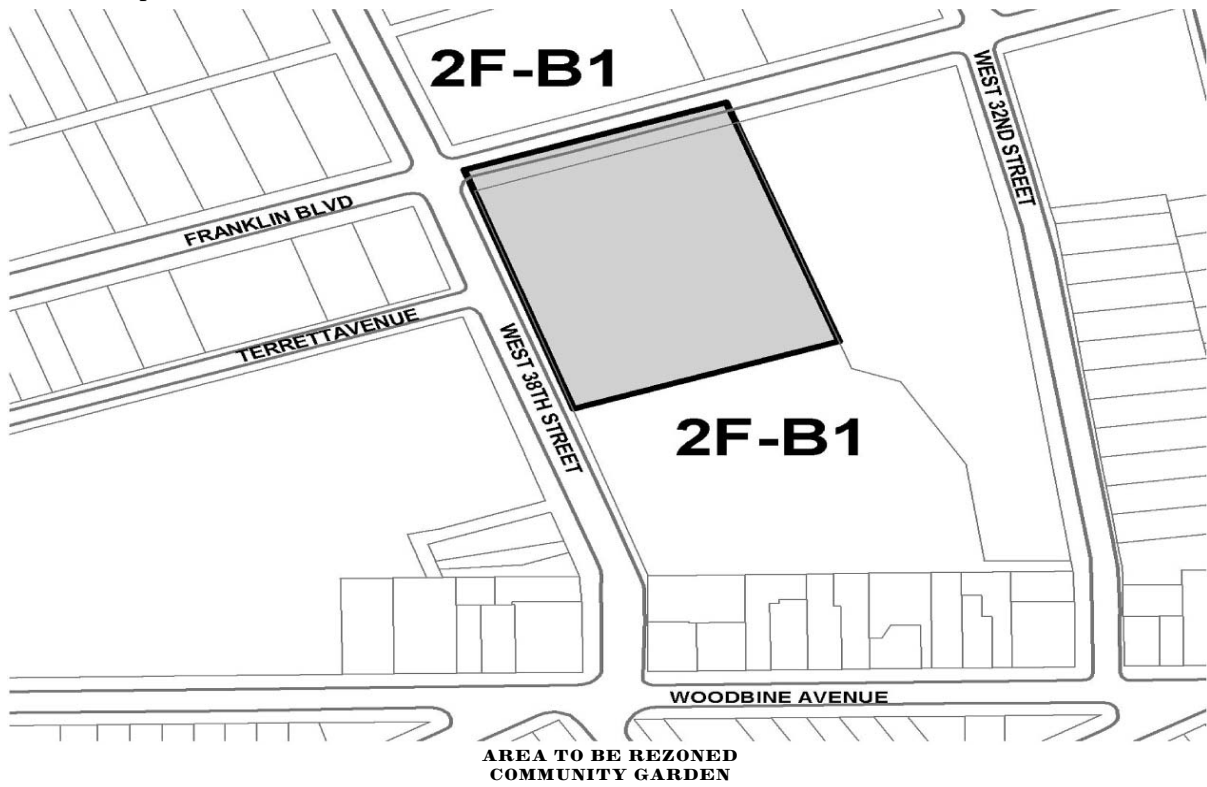 2F-B1
WEST 32ND STREET
FRANKLIN BLVD
TERRETTAVENUE
WEST 38TH STREET
2F-B1
WOODBINE AVENUE
AREA TO BE REZONED
COMMUNITY GARDEN